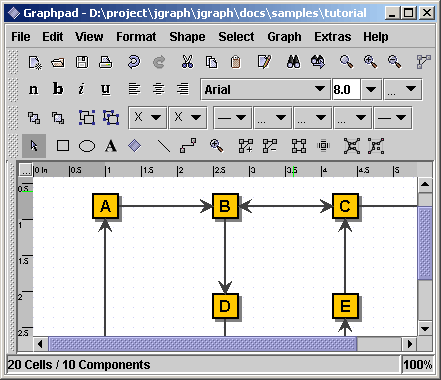 Graphpad - D:\project\jgraph\jgraph\docs\samples\tutorial
File Edit View Format Shape Select Graph Extras Help
n b i u Arial 8.0 ...
X X — ... ... ... —
A
... 0 In 0.5 1 1.5 2 2.5 3 3.5 4 4.5 5
0.5
A B C
1
1.5
2
D E
2.5
20 Cells / 10 Components 100%